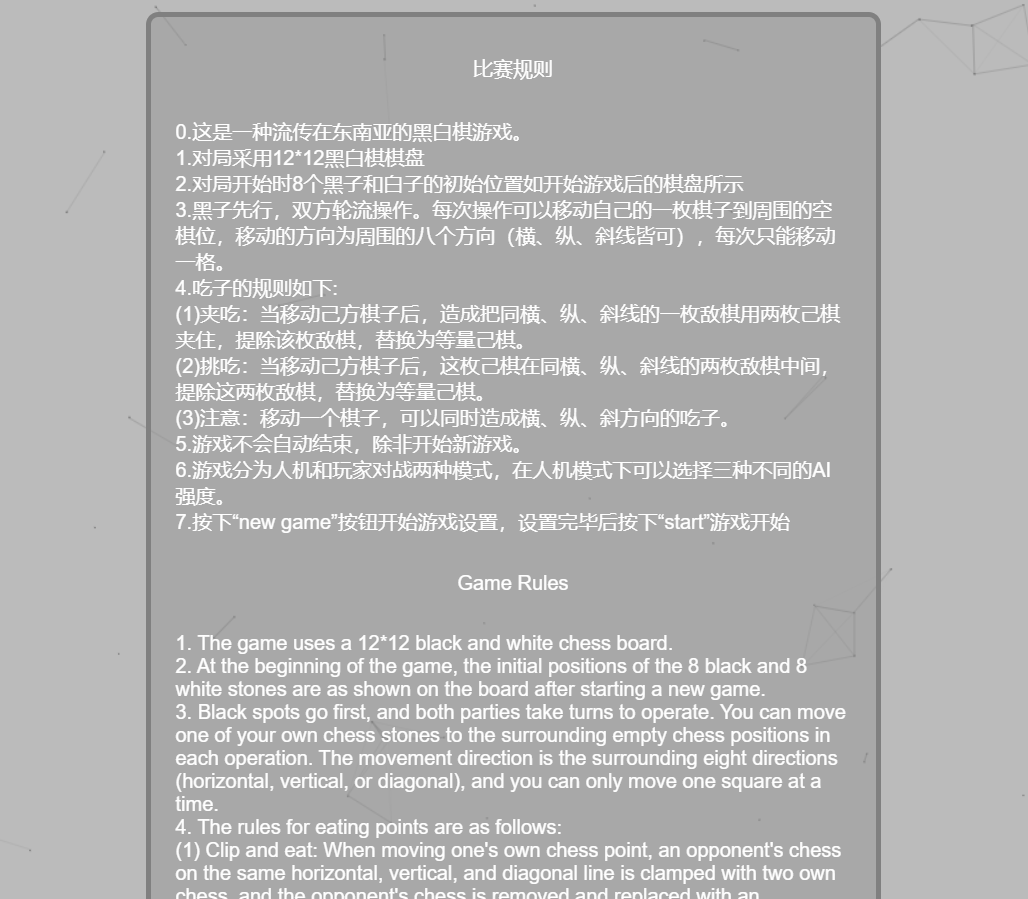 比赛规则
0.这是一种流传在东南亚的黑白棋游戏。
1.对局采用12*12黑白棋棋盘
2.对局开始时8个黑子和白子的初始位置如开始游戏后的棋盘所示
3.黑子先行，双方轮流操作。每次操作可以移动自己的一枚棋子到周围的空
棋位，移动的方向为周围的八个方向（横、纵、斜线皆可），每次只能移动
一格。
4.吃子的规则如下:
(1)夹吃：当移动己方棋子后，造成把同横、纵、斜线的一枚敌棋用两枚己棋
夹住，提除该枚敌棋，替换为等量己棋。
(2)挑吃：当移动己方棋子后，这枚己棋在同横、纵、斜线的两枚敌棋中间，
提除这两枚敌棋，替换为等量己棋。
(3)注意：移动一个棋子，可以同时造成横、纵、斜方向的吃子。
5.游戏不会自动结束，除非开始新游戏。
6.游戏分为人机和玩家对战两种模式，在人机模式下可以选择三种不同的AI
强度。
7.按下“new game”按钮开始游戏设置，设置完毕后按下“start”游戏开始
Game Rules
1. The game uses a 12*12 black and white chess board.
2. At the beginning of the game, the initial positions of the 8 black and 8
white stones are as shown on the board after starting a new game.
3. Black spots go first, and both parties take turns to operate. You can move
one of your own chess stones to the surrounding empty chess positions in
each operation. The movement direction is the surrounding eight directions
(horizontal, vertical, or diagonal), and you can only move one square at a
time.
4. The rules for eating points are as follows:
(1) Clip and eat: When moving one's own chess point, an opponent's chess
on the same horizontal, vertical, and diagonal line is clamped with two own
chess, and the opponent's chess is removed and replaced with an